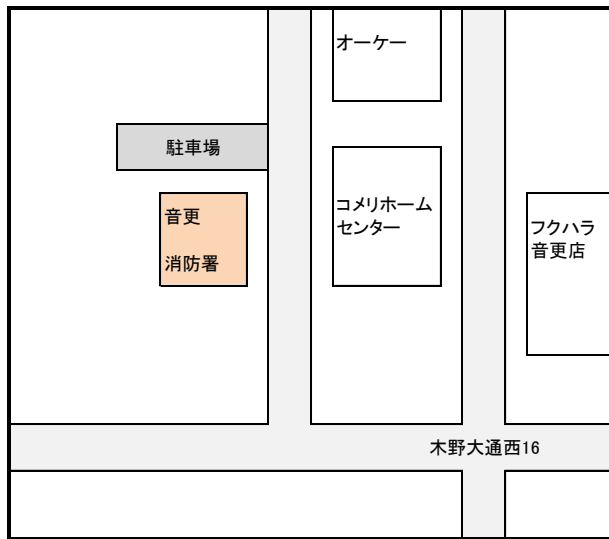 オーケー
駐車場
コメリホーム
センター
音更
消防署
フクハラ
音更店
木野大通西16